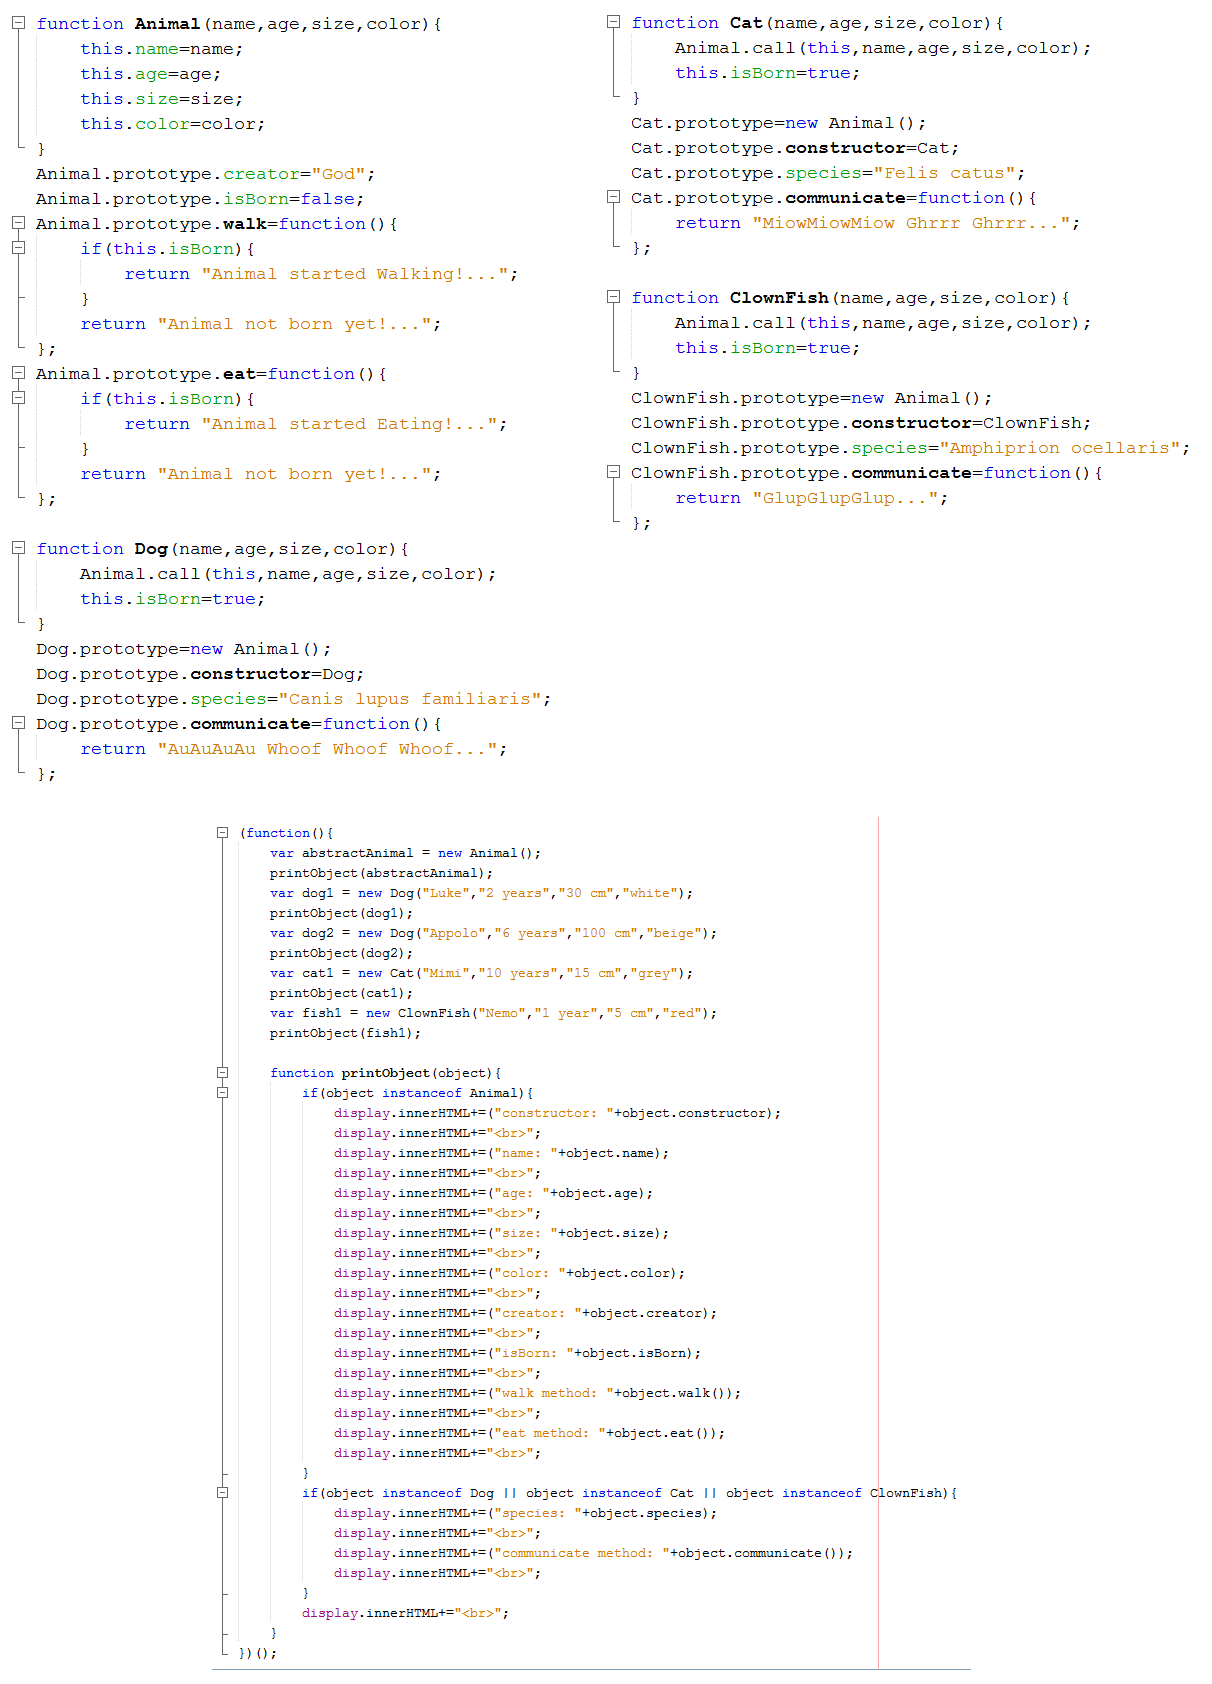 function Animal(name,age,size,color){
    this.name=name;
    this.age=age;
    this.size=size;
    this.color=color;
}
Animal.prototype.creator="God";
Animal.prototype.isBorn=false;
Animal.prototype.walk=function(){
    if(this.isBorn){
        return "Animal started Walking!...";
    }
    return "Animal not born yet!...";
};
Animal.prototype.eat=function(){
    if(this.isBorn){
        return "Animal started Eating!...";
    }
    return "Animal not born yet!...";
};

function Dog(name,age,size,color){
    Animal.call(this,name,age,size,color);
    this.isBorn=true;
}
Dog.prototype=new Animal();
Dog.prototype.constructor=Dog;
Dog.prototype.species="Canis lupus familiaris";
Dog.prototype.communicate=function(){
    return "AuAuAuAu Whoof Whoof Whoof...";
};

function Cat(name,age,size,color){
    Animal.call(this,name,age,size,color);
    this.isBorn=true;
}
Cat.prototype=new Animal();
Cat.prototype.constructor=Cat;
Cat.prototype.species="Felis catus";
Cat.prototype.communicate=function(){
    return "MiowMiowMiow Ghrrr Ghrrr...";
};

function ClownFish(name,age,size,color){
    Animal.call(this,name,age,size,color);
    this.isBorn=true;
}
ClownFish.prototype=new Animal();
ClownFish.prototype.constructor=ClownFish;
ClownFish.prototype.species="Amphiprion ocellaris";
ClownFish.prototype.communicate=function(){
    return "GlupGlupGlup...";
};

(function(){
    var abstractAnimal = new Animal();
    printObject(abstractAnimal);
    var dog1 = new Dog("Luke","2 years","30 cm","white");
    printObject(dog1);
    var dog2 = new Dog("Appolo","6 years","100 cm","beige");
    printObject(dog2);
    var cat1 = new Cat("Mimi","10 years","15 cm","grey");
    printObject(cat1);
    var fish1 = new ClownFish("Nemo","1 year","5 cm","red");
    printObject(fish1);

    function printObject(object){
        if(object instanceof Animal){
            display.innerHTML+=("constructor: "+object.constructor);
            display.innerHTML+="<br>";
            display.innerHTML+=("name: "+object.name);
            display.innerHTML+="<br>";
            display.innerHTML+=("age: "+object.age);
            display.innerHTML+="<br>";
            display.innerHTML+=("size: "+object.size);
            display.innerHTML+="<br>";
            display.innerHTML+=("color: "+object.color);
            display.innerHTML+="<br>";
            display.innerHTML+=("creator: "+object.creator);
            display.innerHTML+="<br>";
            display.innerHTML+=("isBorn: "+object.isBorn);
            display.innerHTML+="<br>";
            display.innerHTML+=("walk method: "+object.walk());
            display.innerHTML+="<br>";
            display.innerHTML+=("eat method: "+object.eat());
            display.innerHTML+="<br>";
        }
        if(object instanceof Dog || object instanceof Cat || object instanceof ClownFish){
            display.innerHTML+=("species: "+object.species);
            display.innerHTML+="<br>";
            display.innerHTML+=("communicate method: "+object.communicate());
            display.innerHTML+="<br>";
        }
        display.innerHTML+="<br>";
    }
})();